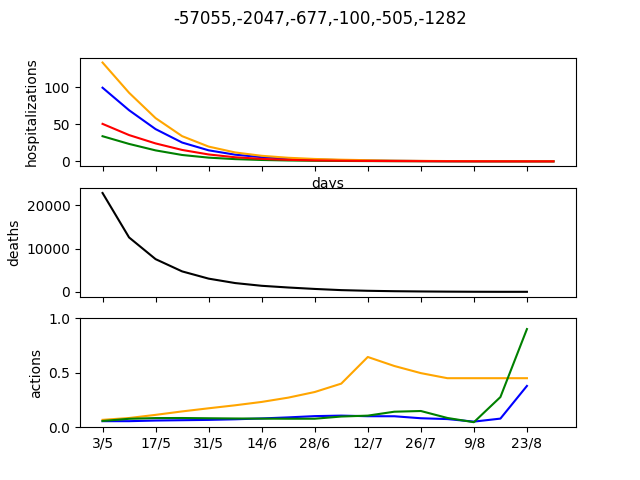 -57055,-2047,-677,-100,-505,-1282
hospitalizations
100
50
0
days
deaths
20000
10000
0
actions
1.0
0.5
0.0
3/5 17/5 31/5 14/6 28/6 12/7 26/7 9/8 23/8